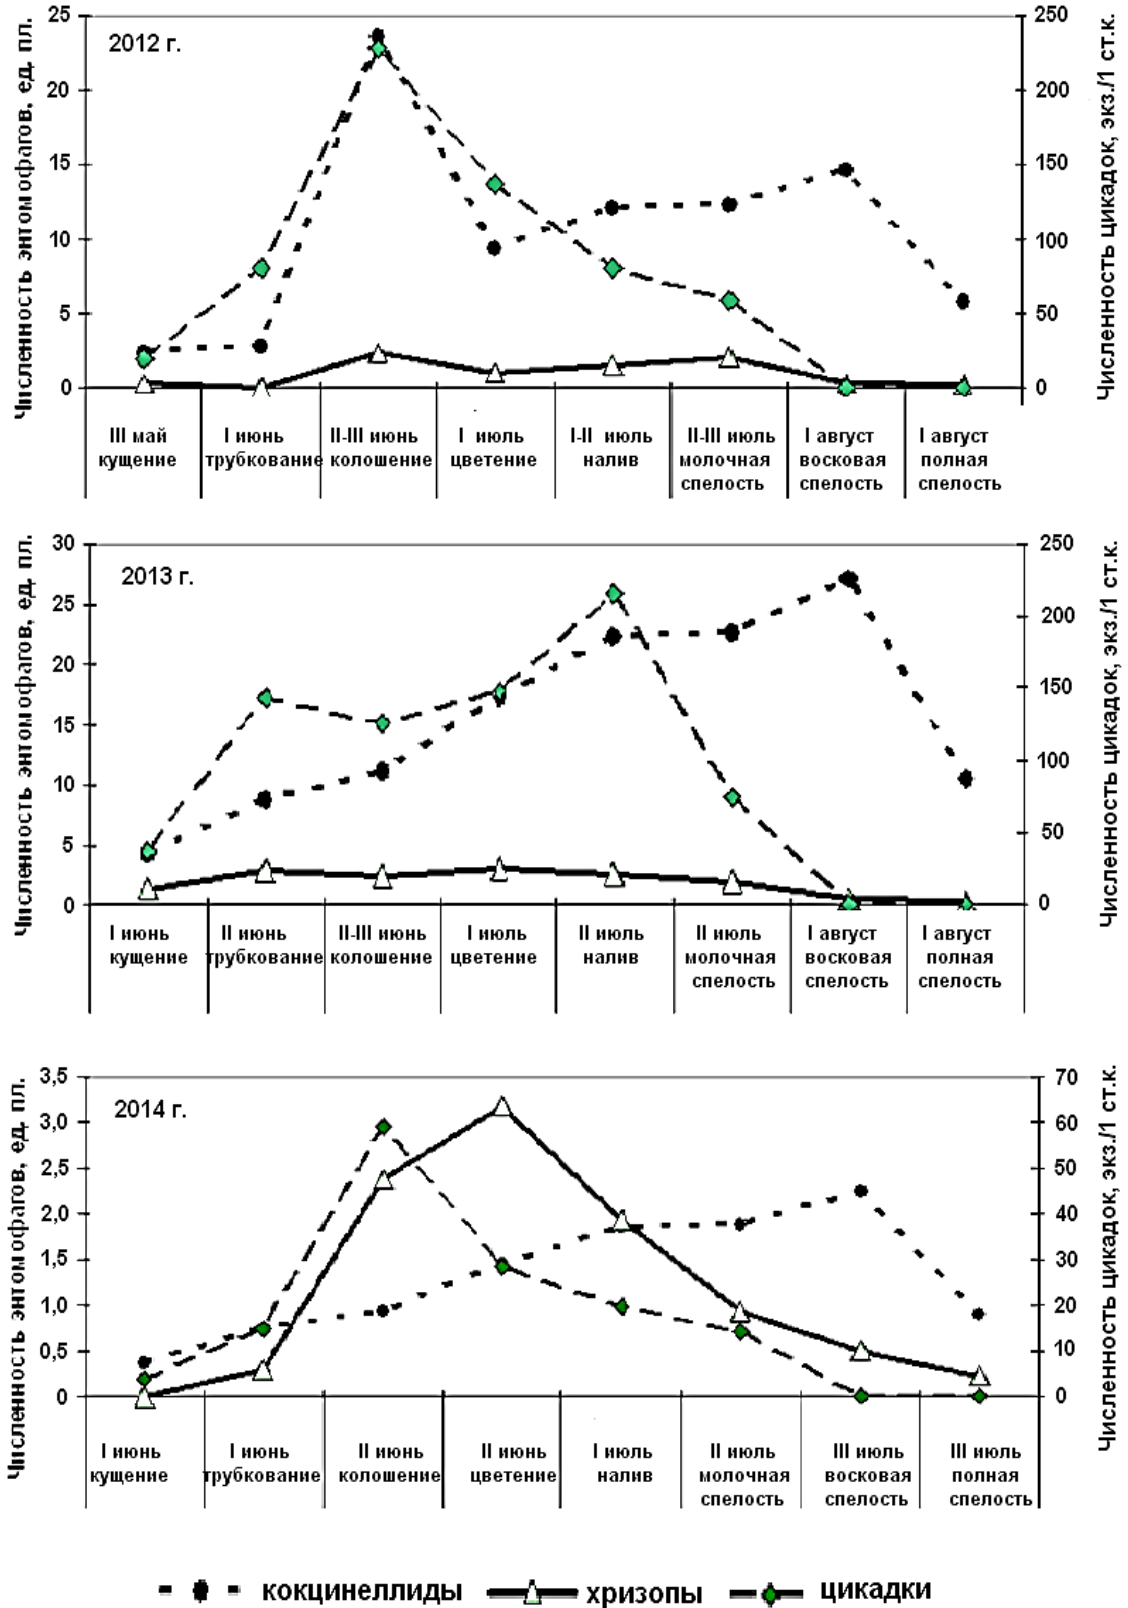 Численность энтомофагов, ед. пл.
Численность цикадок, экз./1 ст.к.
2012 г.
25
20
15
10
5
0
250
200
150
100
50
0
III май кущение
I июнь трубкование
II-III июнь колошение
I июль цветение
I-II июль налив
II-III июль молочная спелость
I август восковая спелость
I август полная спелость
Численность энтомофагов, ед. пл.
Численность цикадок, экз./1 ст.к.
2013 г.
30
25
20
15
10
5
0
250
200
150
100
50
0
I июнь кущение
II июнь трубкование
II-III июнь колошение
I июль цветение
II июль налив
II июль молочная спелость
I август восковая спелость
I август полная спелость
Численность энтомофагов, ед. пл.
Численность цикадок, экз./1 ст.к.
2014 г.
3,5
3,0
2,5
2,0
1,5
1,0
0,5
0
70
60
50
40
30
20
10
0
I июнь кущение
I июнь трубкование
II июнь колошение
II июнь цветение
I июль налив
II июль молочная спелость
III июль восковая спелость
III июль полная спелость
кокцинеллиды хризопы цикадки